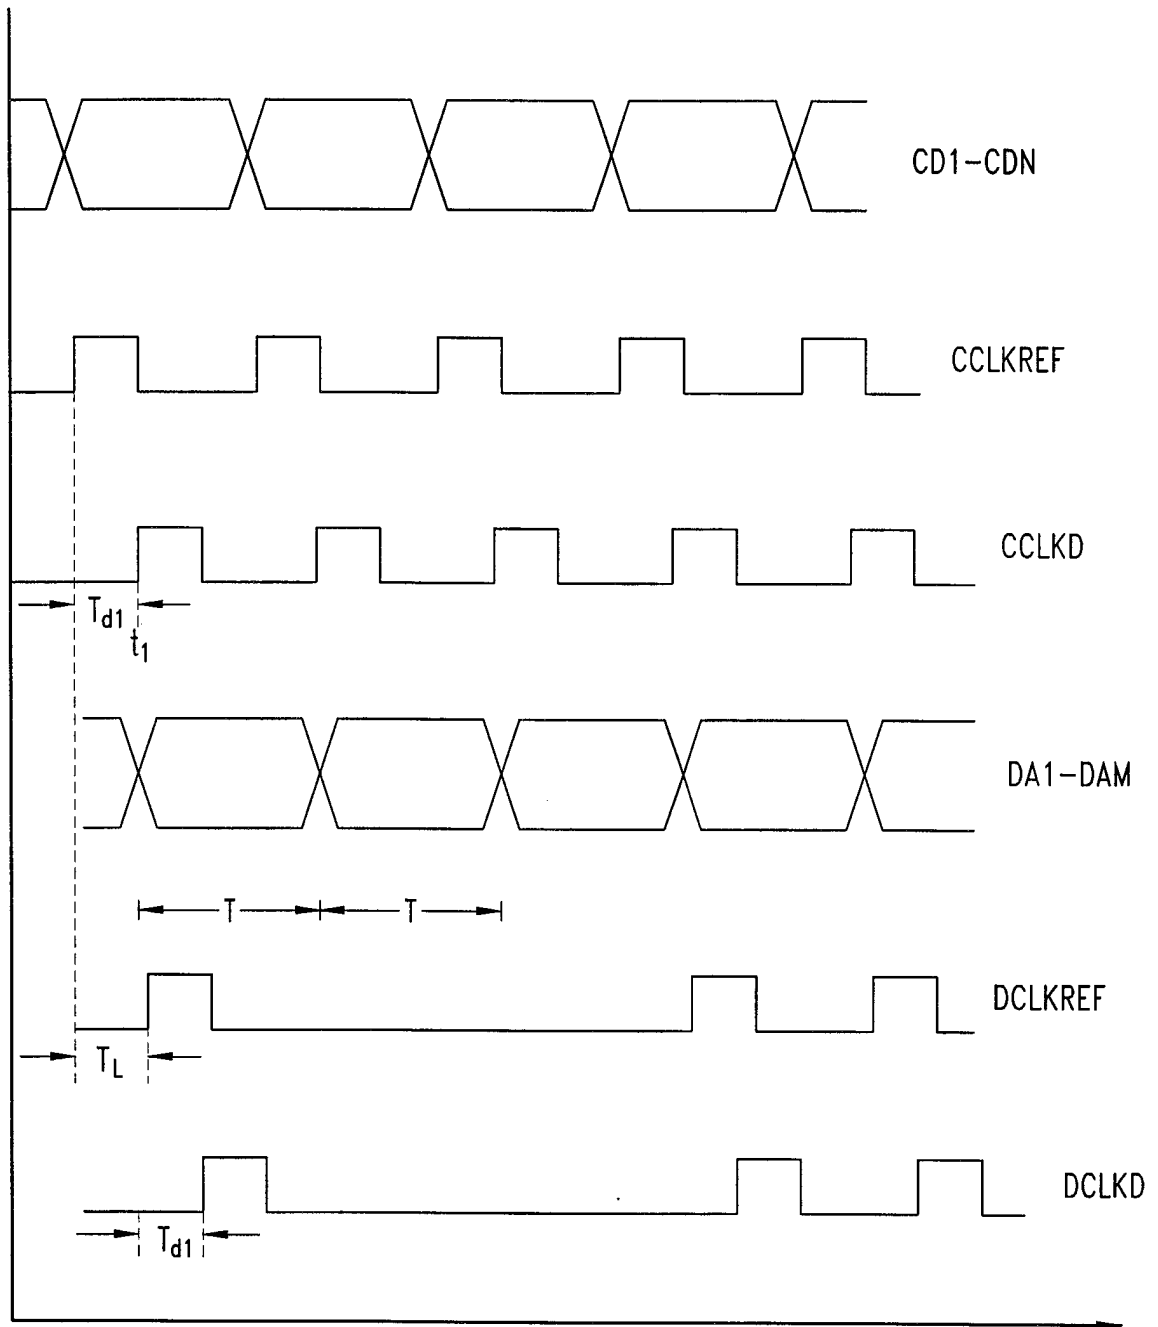 CD1-CDN
CCLKREF
CCLKD
Td1
t1
DA1-DAM
T T
DCLKREF
TL
DCLKD
Td1